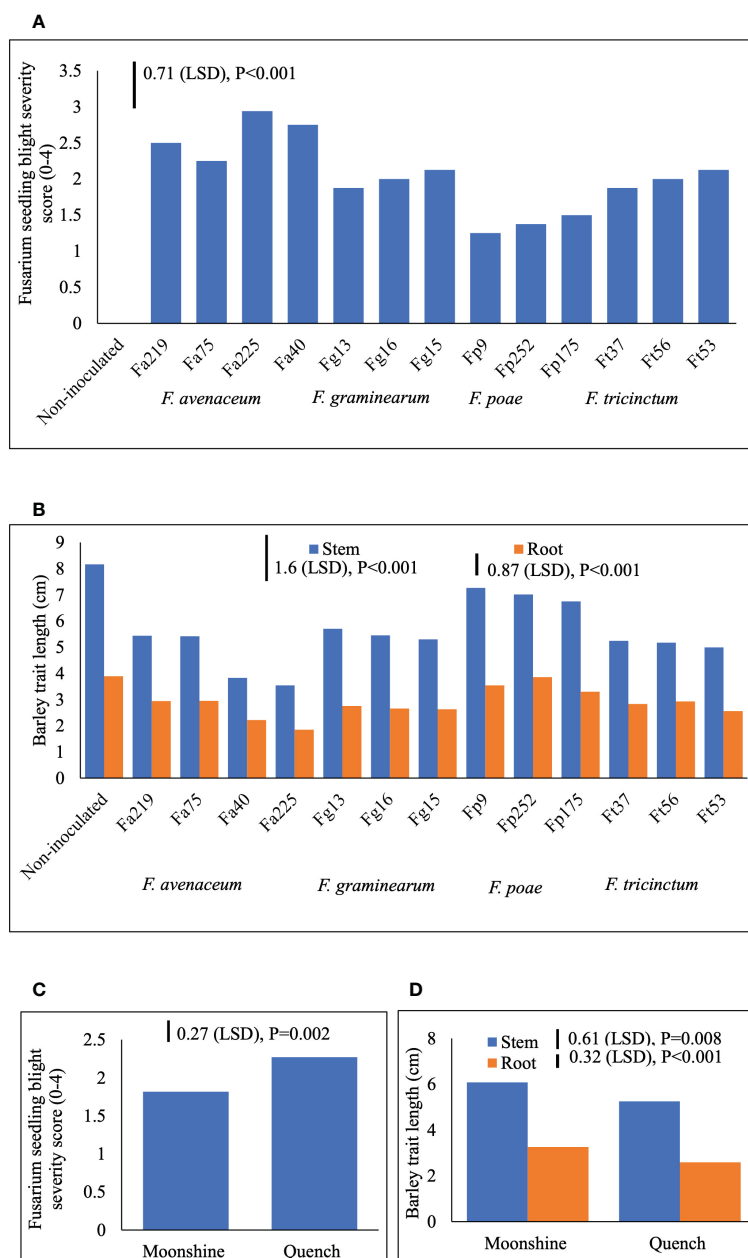 A
0.71 (LSD), P<0.001
Fusarium seedling blight severity
score (0-4)
3.5
3
2.5
2
1.5
1
0.5
0
Non-inoculated
Fa219
Fa75
Fa225
Fa40
Fg13
Fg16
Fg15
Fp9
Fp252
Fp175
Ft37
Ft56
Ft53
F. avenaceum
F. graminearum
F. poae
F. tricinctum
B
Stem
1.6 (LSD), P<0.001
Root
0.87 (LSD), P<0.001
Barley trait length (cm)
9
8
7
6
5
4
3
2
1
0
Non-inoculated
Fa219
Fa75
Fa40
Fa225
Fg13
Fg16
Fg15
Fp9
Fp252
Fp175
Ft37
Ft56
Ft53
F. avenaceum
F. graminearum
F. poae
F. tricinctum
C
0.27 (LSD), P=0.002
Fusarium seedling blight
severity score (0-4)
2.5
2
1.5
1
0.5
0
Moonshine
Quench
D
Stem
0.61 (LSD), P=0.008
Root
0.32 (LSD), P<0.001
Barley trait length (cm)
8
6
4
2
0
Moonshine
Quench